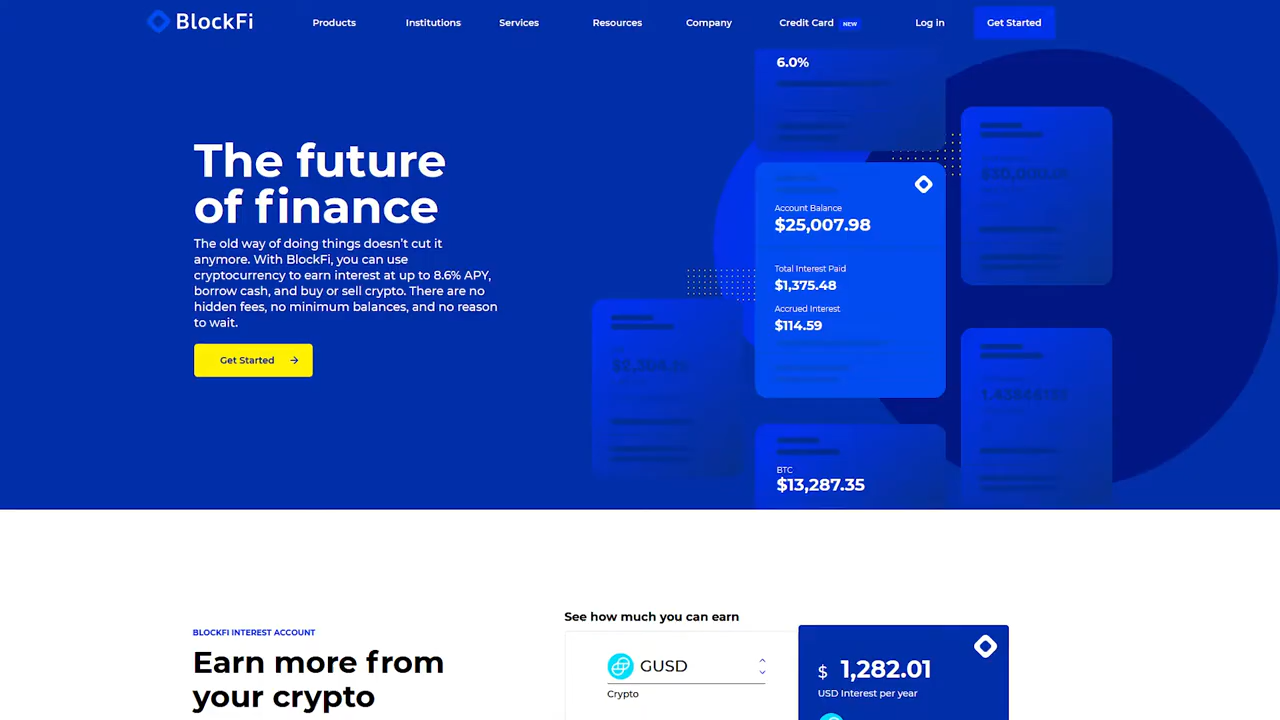 BlockFi
Products
Institutions
Services
Resources
Company
Credit Card NEW
Log in
Get Started
The future
of finance
The old way of doing things doesn't cut it
anymore. With BlockFi, you can use
cryptocurrency to earn interest at up to 8.6% APY,
borrow cash, and buy or sell crypto. There are no
hidden fees, no minimum balances, and no reason
to wait.
Get Started →
6.0%
Account Balance
$25,007.98
Total Interest Paid
$1,375.48
Accrued Interest
$114.59
BTC
$13,287.35
BLOCKFI INTEREST ACCOUNT
Earn more from
your crypto
See how much you can earn
GUSD
Crypto
$ 1,282.01
USD Interest per year